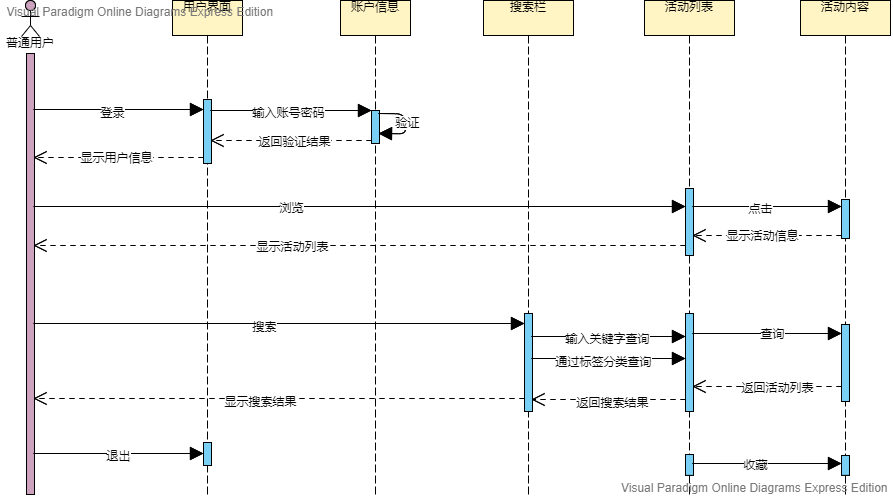 Visual Paradigm Online Diagrams Express Edition
用户界面
账户信息
搜索栏
活动列表
活动内容
普通用户
登录
输入账号密码
验证
返回验证结果
显示用户信息
浏览
点击
显示活动信息
显示活动列表
搜索
输入关键字查询
查询
通过标签分类查询
返回活动列表
显示搜索结果
返回搜索结果
退出
收藏
Visual Paradigm Online Diagrams Express Edition